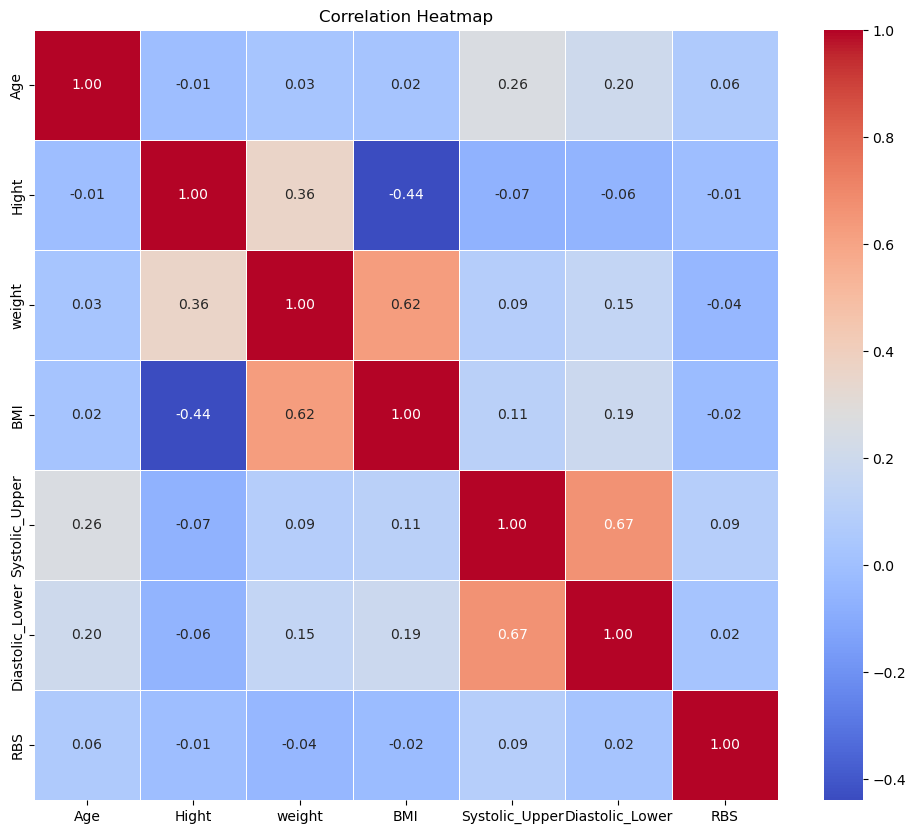 Correlation Heatmap
Age 1.00 -0.01 0.03 0.02 0.26 0.20 0.06
Hight -0.01 1.00 0.36 -0.44 -0.07 -0.06 -0.01
weight 0.03 0.36 1.00 0.62 0.09 0.15 -0.04
BMI 0.02 -0.44 0.62 1.00 0.11 0.19 -0.02
Systolic_Upper 0.26 -0.07 0.09 0.11 1.00 0.67 0.09
Diastolic_Lower 0.20 -0.06 0.15 0.19 0.67 1.00 0.02
RBS 0.06 -0.01 -0.04 -0.02 0.09 0.02 1.00
Age Hight weight BMI Systolic_Upper Diastolic_Lower RBS
1.0
0.8
0.6
0.4
0.2
0.0
−0.2
−0.4